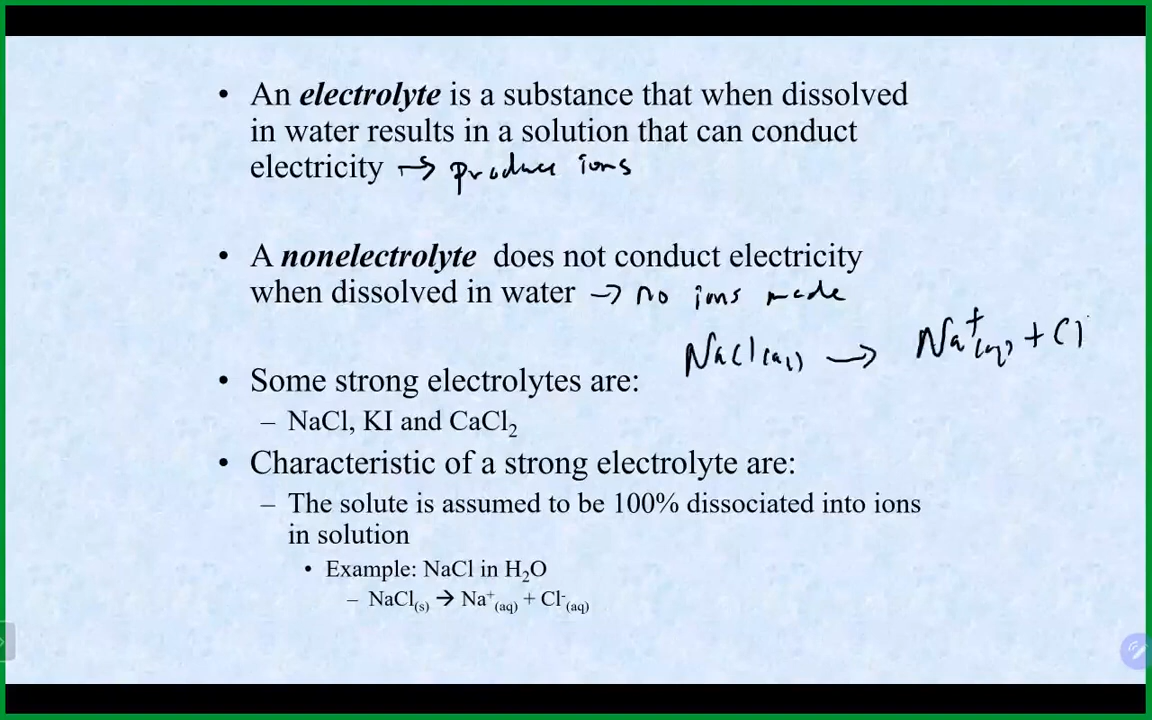 • An electrolyte is a substance that when dissolved
in water results in a solution that can conduct
electricity → produce ions
• A nonelectrolyte does not conduct electricity
when dissolved in water → no ions made
NaCl(aq) → Na⁺(aq) + Cl
• Some strong electrolytes are:
– NaCl, KI and CaCl₂
• Characteristic of a strong electrolyte are:
– The solute is assumed to be 100% dissociated into ions
in solution
• Example: NaCl in H₂O
– NaCl(s) → Na⁺(aq) + Cl⁻(aq)